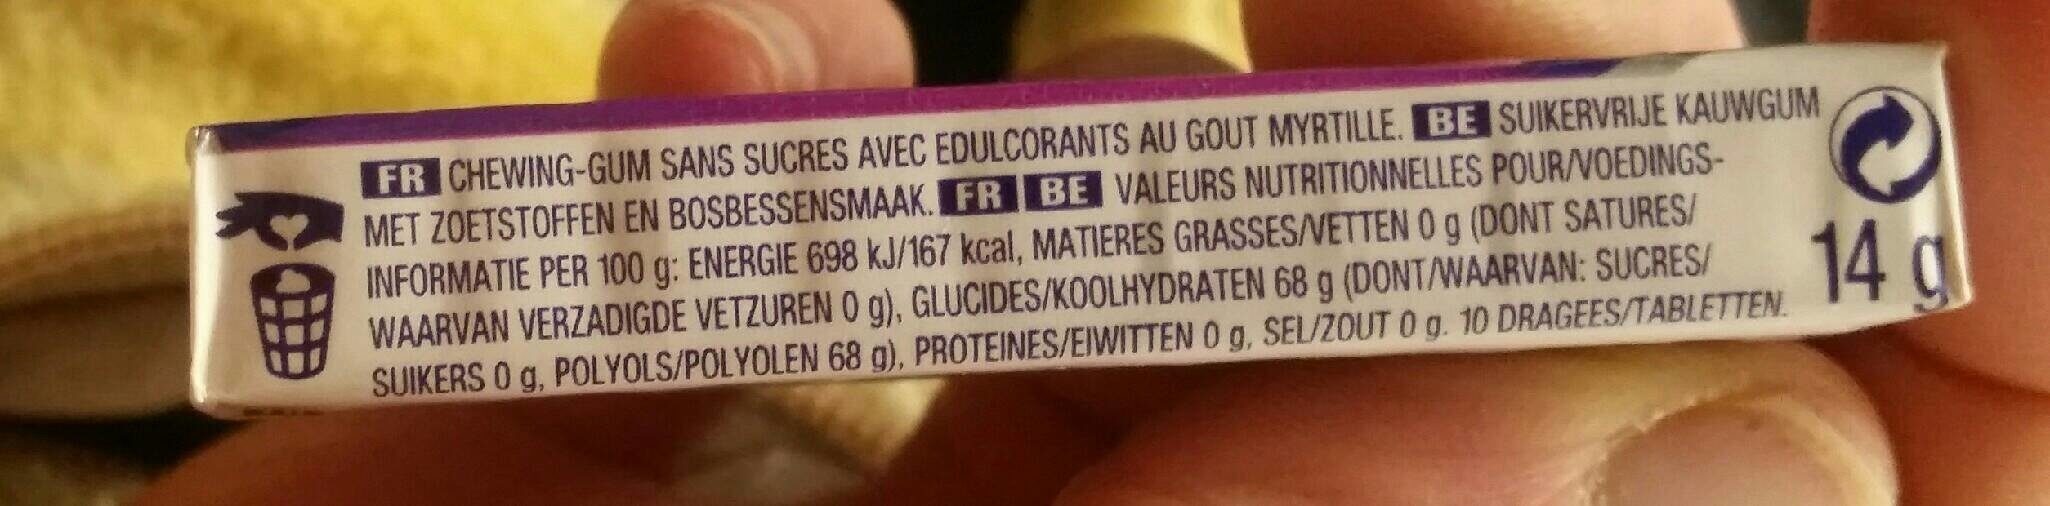 FR CHEWING-GUM SANS SUCRES AVEC EDULCORANTS AU GOUT MYRTILLE. BE SUIKERVRIJE KAUWGUM
MET ZOETSTOFFEN EN BOSBESSENSMAAK. FR BE VALEURS NUTRITIONNELLES POUR/VOEDINGS-
INFORMATIE PER 100 g: ENERGIE 698 kJ/167 kcal, MATIERES GRASSES/VETTEN 0 g (DONT SATURES/
WAARVAN VERZADIGDE VETZUREN 0 g), GLUCIDES/KOOLHYDRATEN 68 g (DONT/WAARVAN: SUCRES/
SUIKERS 0 g, POLYOLS/POLYOLEN 68 g), PROTEINES/EIWITTEN 0 g, SEL/ZOUT 0 g. 10 DRAGEES/TABLETTEN.
14 g